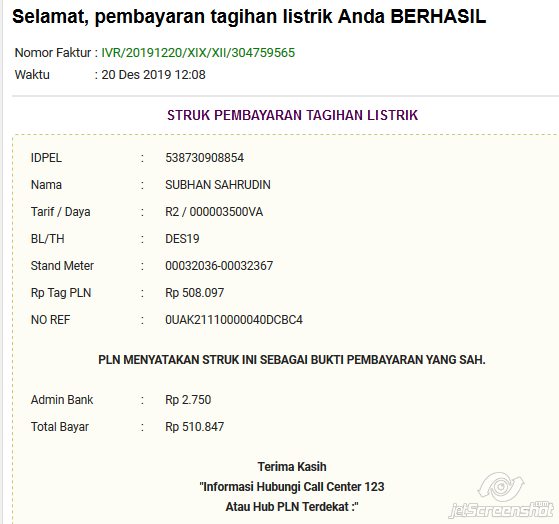 Selamat, pembayaran tagihan listrik Anda BERHASIL
Nomor Faktur : IVR/20191220/XIX/XII/304759565
Waktu : 20 Des 2019 12:08
STRUK PEMBAYARAN TAGIHAN LISTRIK
IDPEL : 538730908854
Nama : SUBHAN SAHRUDIN
Tarif / Daya : R2 / 000003500VA
BL/TH : DES19
Stand Meter : 00032036-00032367
Rp Tag PLN : Rp 508.097
NO REF : 0UAK21110000040DCBC4
PLN MENYATAKAN STRUK INI SEBAGAI BUKTI PEMBAYARAN YANG SAH.
Admin Bank : Rp 2.750
Total Bayar : Rp 510.847
Terima Kasih
"Informasi Hubungi Call Center 123
Atau Hub PLN Terdekat :"
jetScreenshot.com